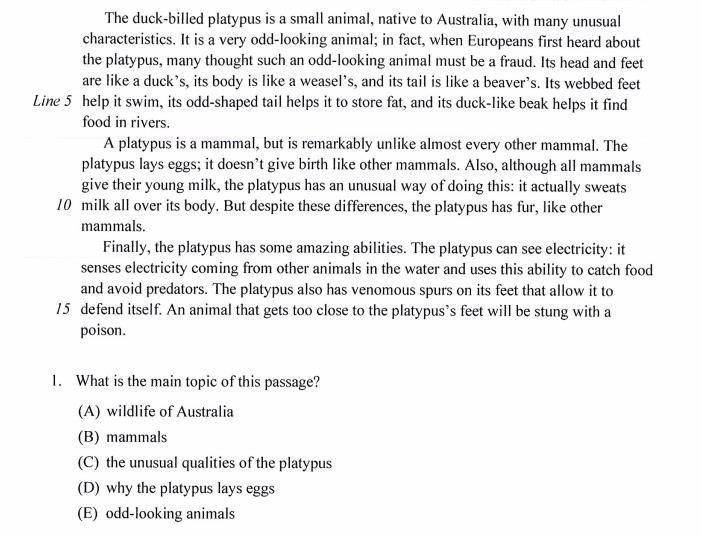 The duck-billed platypus is a small animal, native to Australia, with many unusual
characteristics. It is a very odd-looking animal; in fact, when Europeans first heard about
the platypus, many thought such an odd-looking animal must be a fraud. Its head and feet
are like a duck's, its body is like a weasel's, and its tail is like a beaver's. Its webbed feet
Line 5 help it swim, its odd-shaped tail helps it to store fat, and its duck-like beak helps it find
food in rivers.
A platypus is a mammal, but is remarkably unlike almost every other mammal. The
platypus lays eggs; it doesn't give birth like other mammals. Also, although all mammals
give their young milk, the platypus has an unusual way of doing this: it actually sweats
10 milk all over its body. But despite these differences, the platypus has fur, like other
mammals.
Finally, the platypus has some amazing abilities. The platypus can see electricity: it
senses electricity coming from other animals in the water and uses this ability to catch food
and avoid predators. The platypus also has venomous spurs on its feet that allow it to
15 defend itself. An animal that gets too close to the platypus's feet will be stung with a
poison.
1. What is the main topic of this passage?
(A) wildlife of Australia
(B) mammals
(C) the unusual qualities of the platypus
(D) why the platypus lays eggs
(E) odd-looking animals